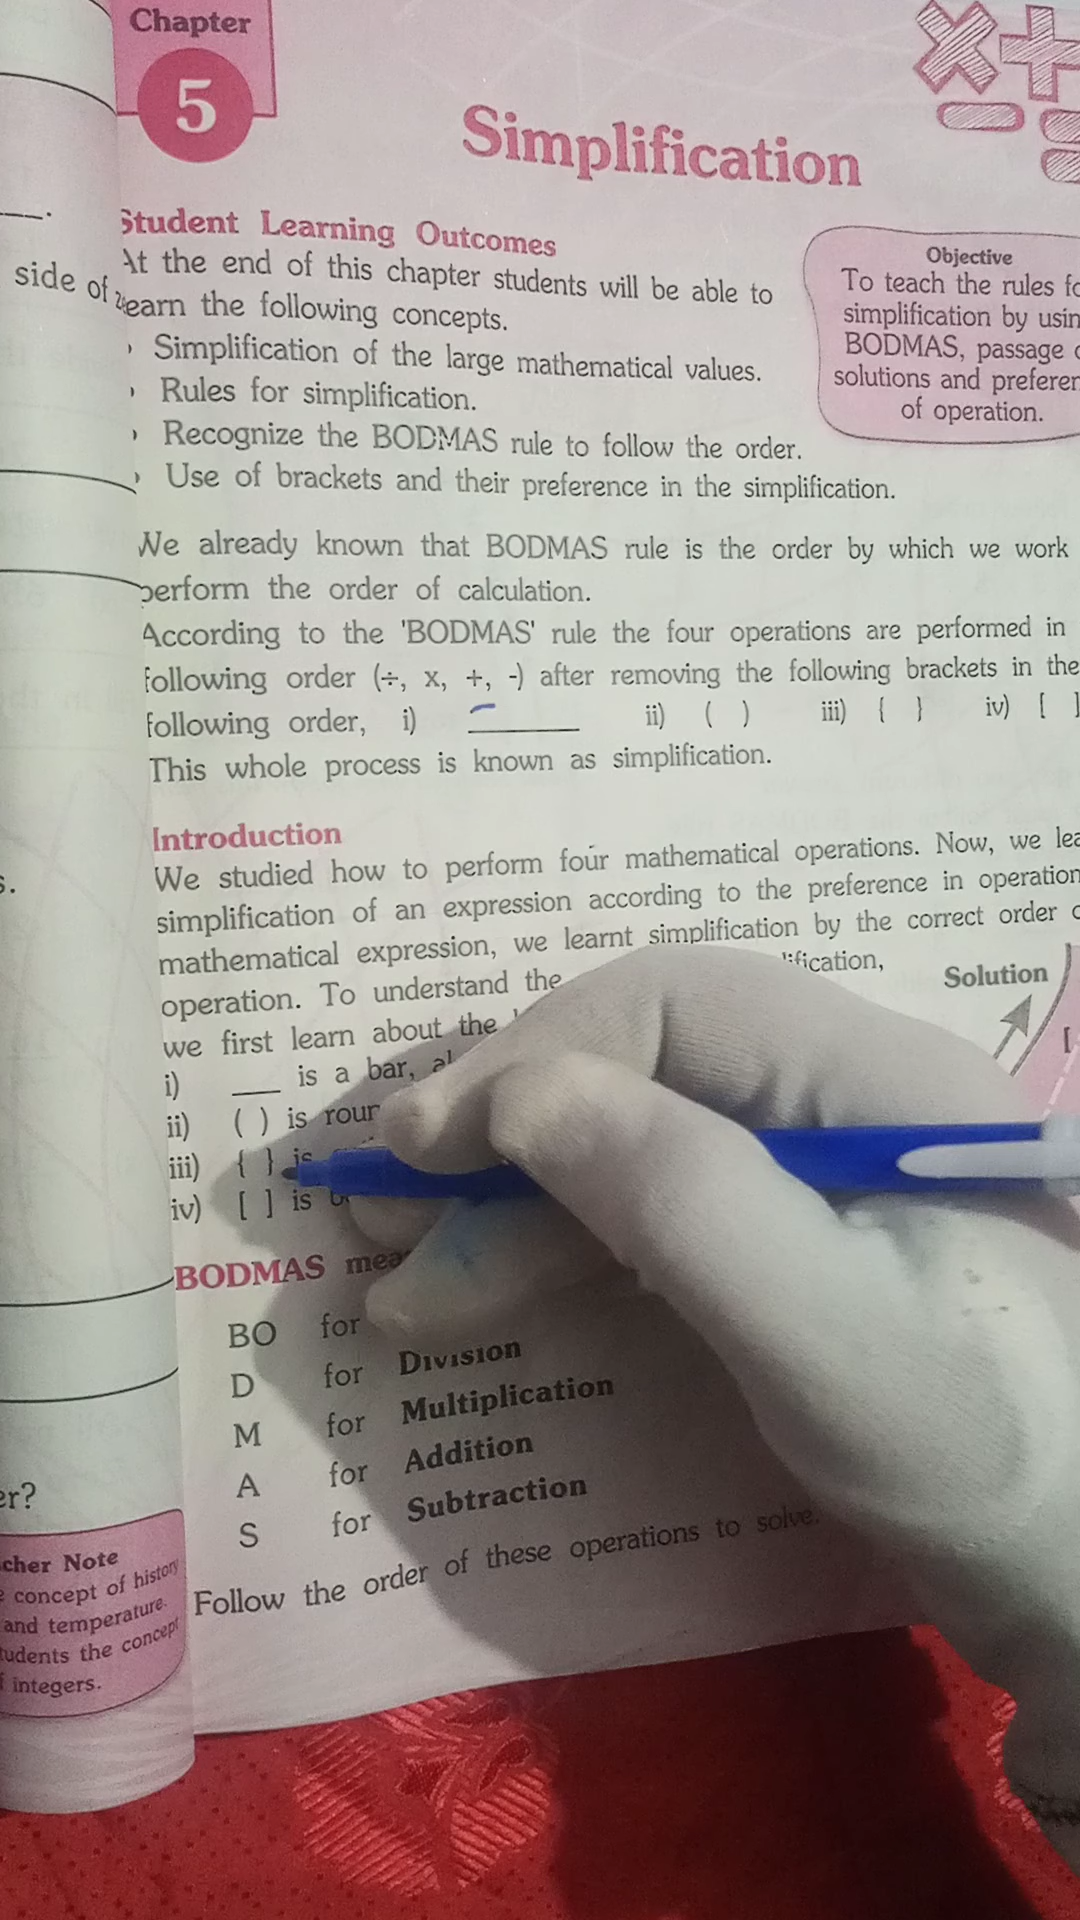 Chapter
5
Simplification
Student Learning Outcomes
At the end of this chapter students will be able to
learn the following concepts.
Simplification of the large mathematical values.
Rules for simplification.
Recognize the BODMAS rule to follow the order.
Use of brackets and their preference in the simplification.
Objective
To teach the rules
simplification by
BODMAS, passage
solutions and
of operation.
We already known that BODMAS rule is the order by which we work
perform the order of calculation.
According to the 'BODMAS' rule the four operations are performed in
following order (÷, x, +, -) after removing the following brackets in the
following order, i) ______ ii) ( ) iii) { } iv) [ ]
This whole process is known as simplification.
Introduction
We studied how to perform four mathematical operations. Now, we
simplification of an expression according to the preference in operation
mathematical expression, we learnt simplification by the correct order
operation. To understand the
we first learn about the
Solution
[
i) ___ is a bar,
ii) ( ) is
iii) { } is
iv) [ ] is
BODMAS
BO for
D for Division
M for Multiplication
A for Addition
S for Subtraction
Follow the order of these operations to solve.
side of
Note
concept of history
and temperature.
the concept
integers.